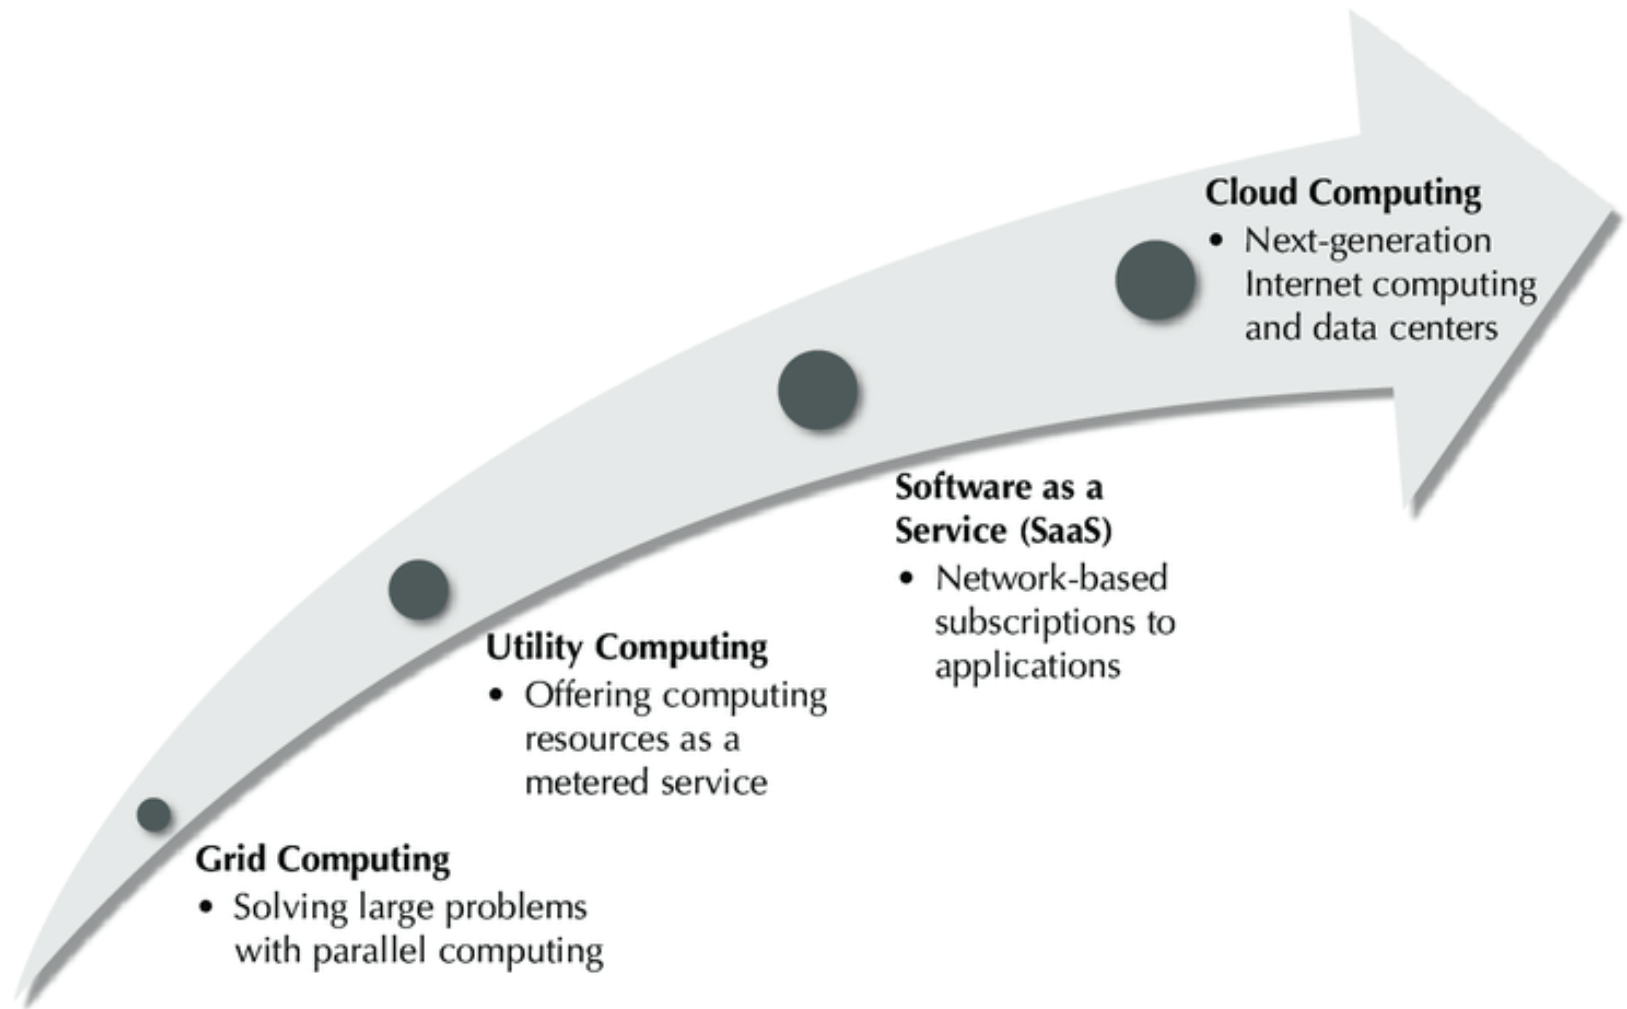 Cloud Computing
• Next-generation
Internet computing
and data centers
Software as a
Service (SaaS)
• Network-based
subscriptions to
applications
Utility Computing
• Offering computing
resources as a
metered service
Grid Computing
• Solving large problems
with parallel computing